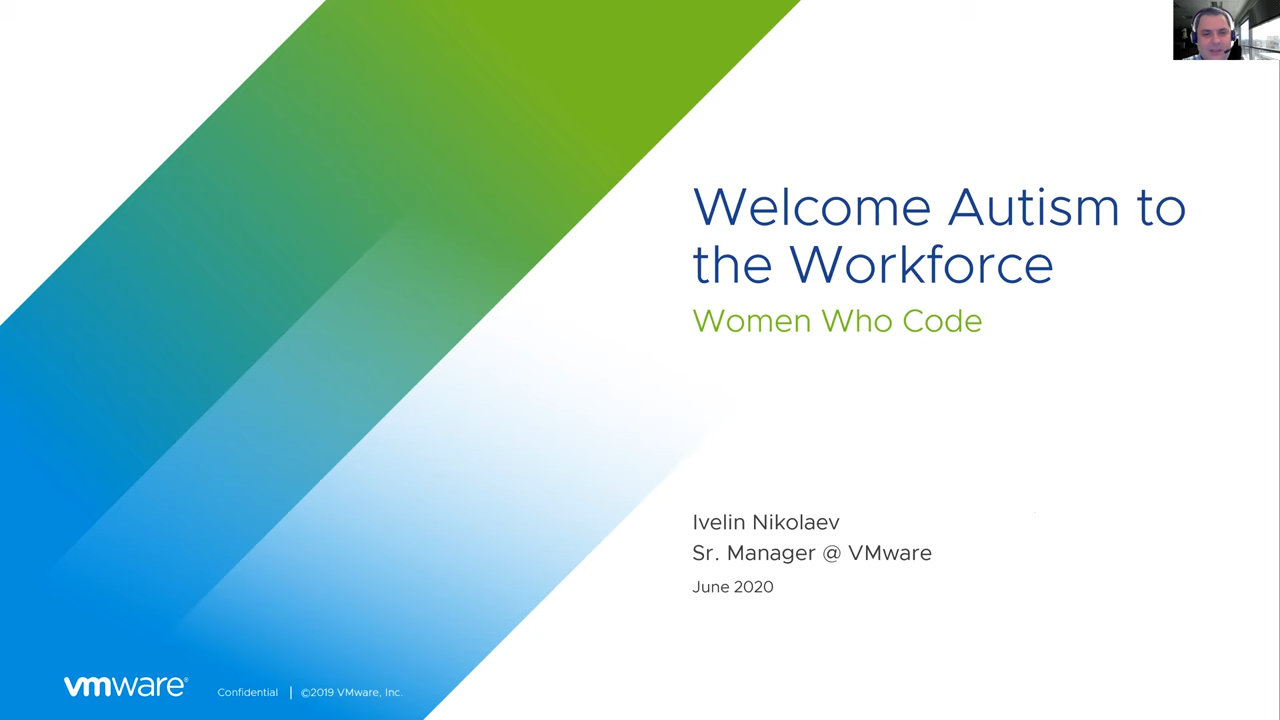 Welcome Autism to
the Workforce
Women Who Code
Ivelin Nikolaev
Sr. Manager @ VMware
June 2020
vmware®
Confidential | ©2019 VMware, Inc.